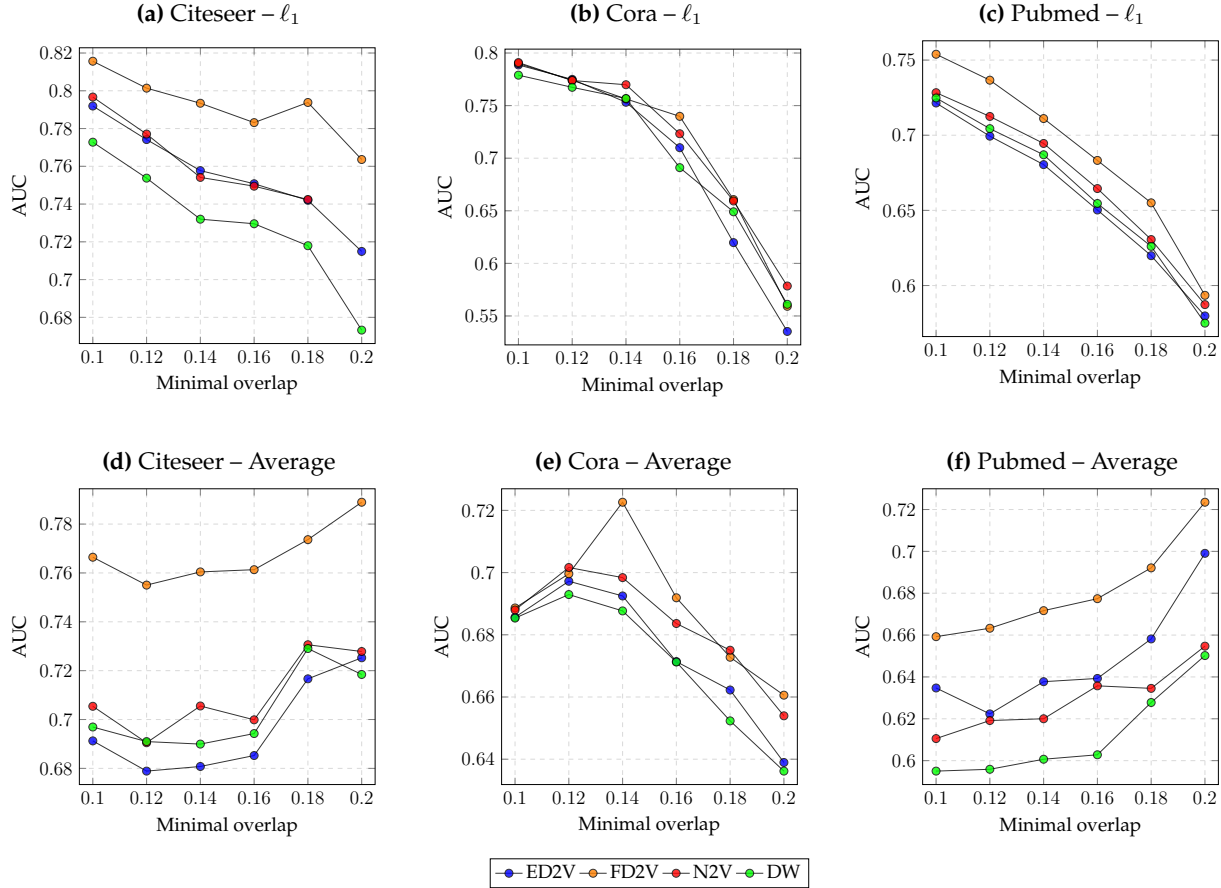 (a) Citeseer – ℓ1
(b) Cora – ℓ1
(c) Pubmed – ℓ1
0.82
0.8
0.78
0.76
0.74
0.72
0.7
0.68
AUC
0.1 0.12 0.14 0.16 0.18 0.2
Minimal overlap
0.8
0.75
0.7
0.65
0.6
0.55
AUC
0.1 0.12 0.14 0.16 0.18 0.2
Minimal overlap
0.75
0.7
0.65
0.6
AUC
0.1 0.12 0.14 0.16 0.18 0.2
Minimal overlap
(d) Citeseer – Average
(e) Cora – Average
(f) Pubmed – Average
0.78
0.76
0.74
0.72
0.7
0.68
AUC
0.1 0.12 0.14 0.16 0.18 0.2
Minimal overlap
0.72
0.7
0.68
0.66
0.64
AUC
0.1 0.12 0.14 0.16 0.18 0.2
Minimal overlap
0.72
0.7
0.68
0.66
0.64
0.62
0.6
AUC
0.1 0.12 0.14 0.16 0.18 0.2
Minimal overlap
ED2V FD2V N2V DW